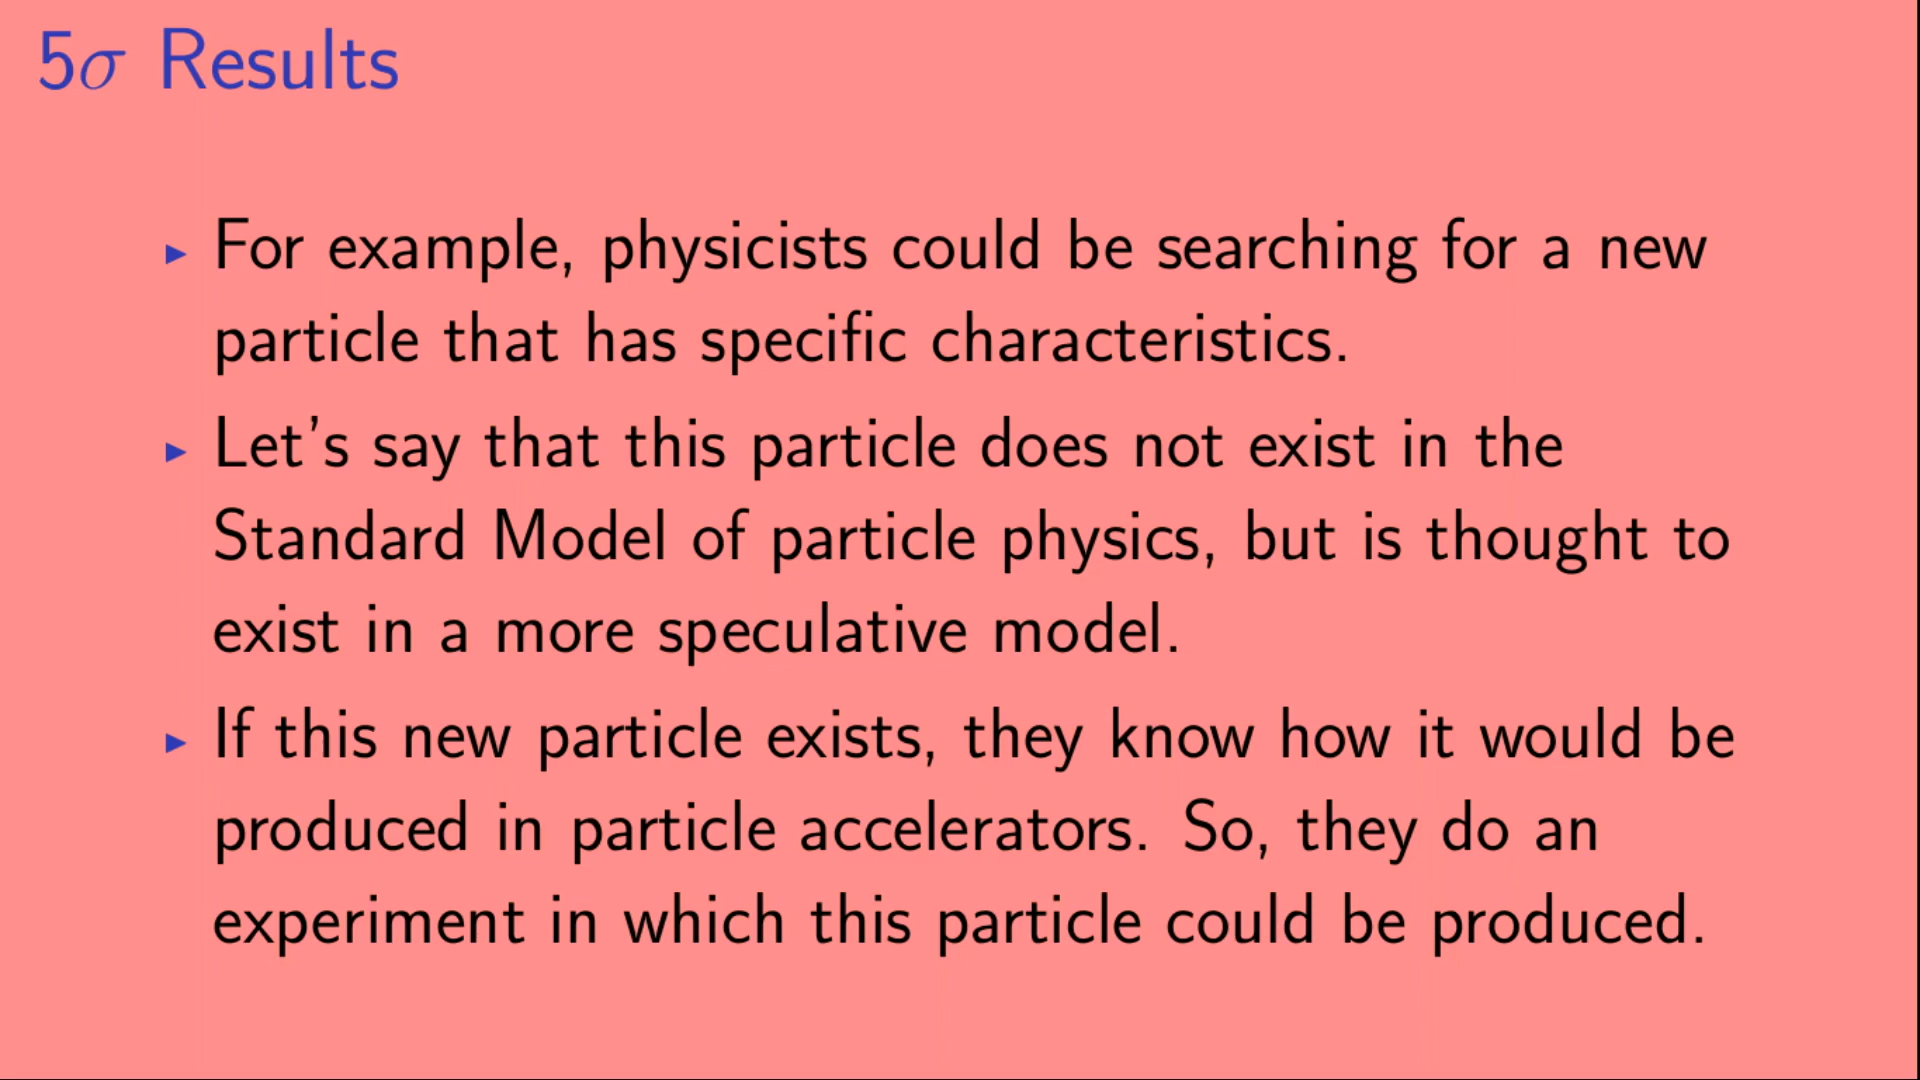 5σ Results
▸ For example, physicists could be searching for a new
particle that has specific characteristics.
▸ Let's say that this particle does not exist in the
Standard Model of particle physics, but is thought to
exist in a more speculative model.
▸ If this new particle exists, they know how it would be
produced in particle accelerators. So, they do an
experiment in which this particle could be produced.